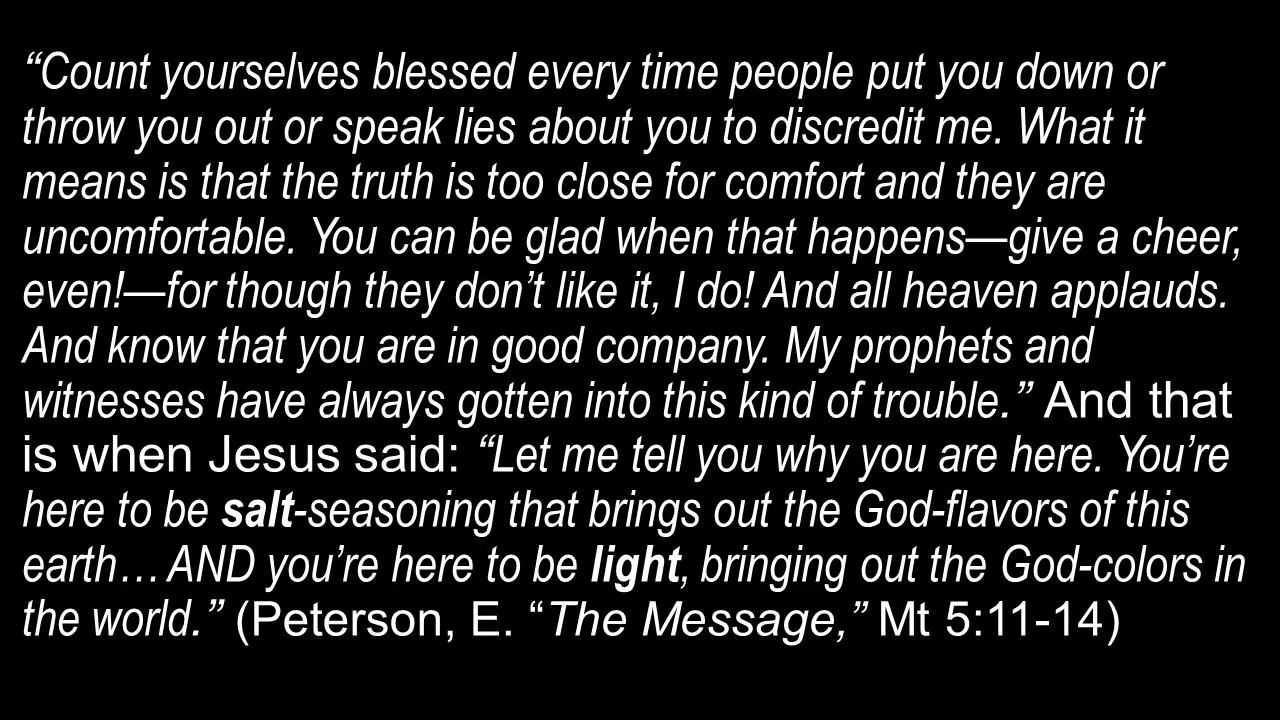 “Count yourselves blessed every time people put you down or
throw you out or speak lies about you to discredit me. What it
means is that the truth is too close for comfort and they are
uncomfortable. You can be glad when that happens—give a cheer,
even!—for though they don’t like it, I do! And all heaven applauds.
And know that you are in good company. My prophets and
witnesses have always gotten into this kind of trouble.” And that
is when Jesus said: “Let me tell you why you are here. You’re
here to be salt-seasoning that brings out the God-flavors of this
earth… AND you’re here to be light, bringing out the God-colors in
the world.” (Peterson, E. “The Message,” Mt 5:11-14)